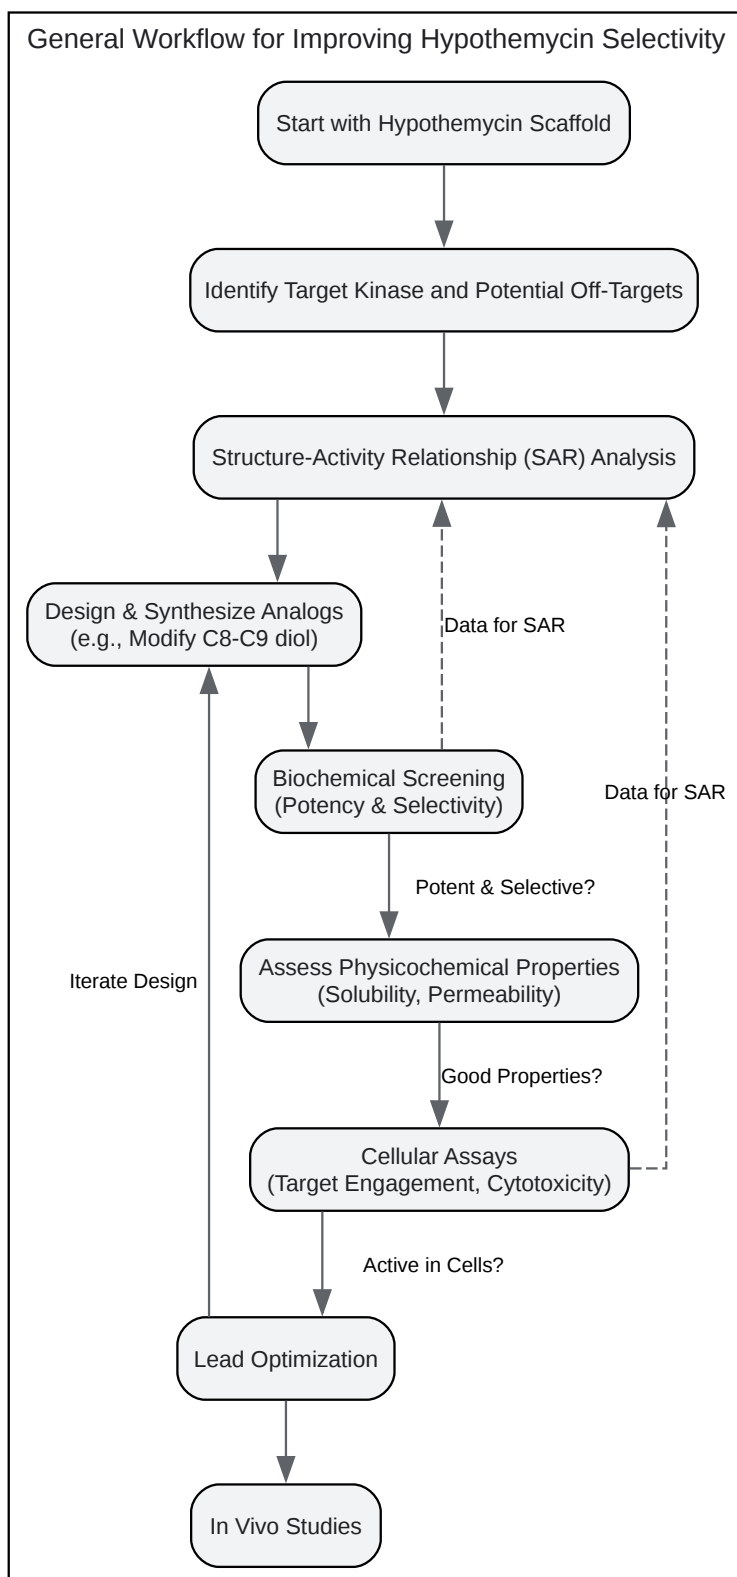 General Workflow for Improving Hypothemycin Selectivity
Start with Hypothemycin Scaffold
Identify Target Kinase and Potential Off-Targets
Structure-Activity Relationship (SAR) Analysis
Design & Synthesize Analogs
(e.g., Modify C8-C9 diol)
Data for SAR
Biochemical Screening
(Potency & Selectivity)
Data for SAR
Potent & Selective?
Assess Physicochemical Properties
(Solubility, Permeability)
Iterate Design
Good Properties?
Cellular Assays
(Target Engagement, Cytotoxicity)
Active in Cells?
Lead Optimization
In Vivo Studies